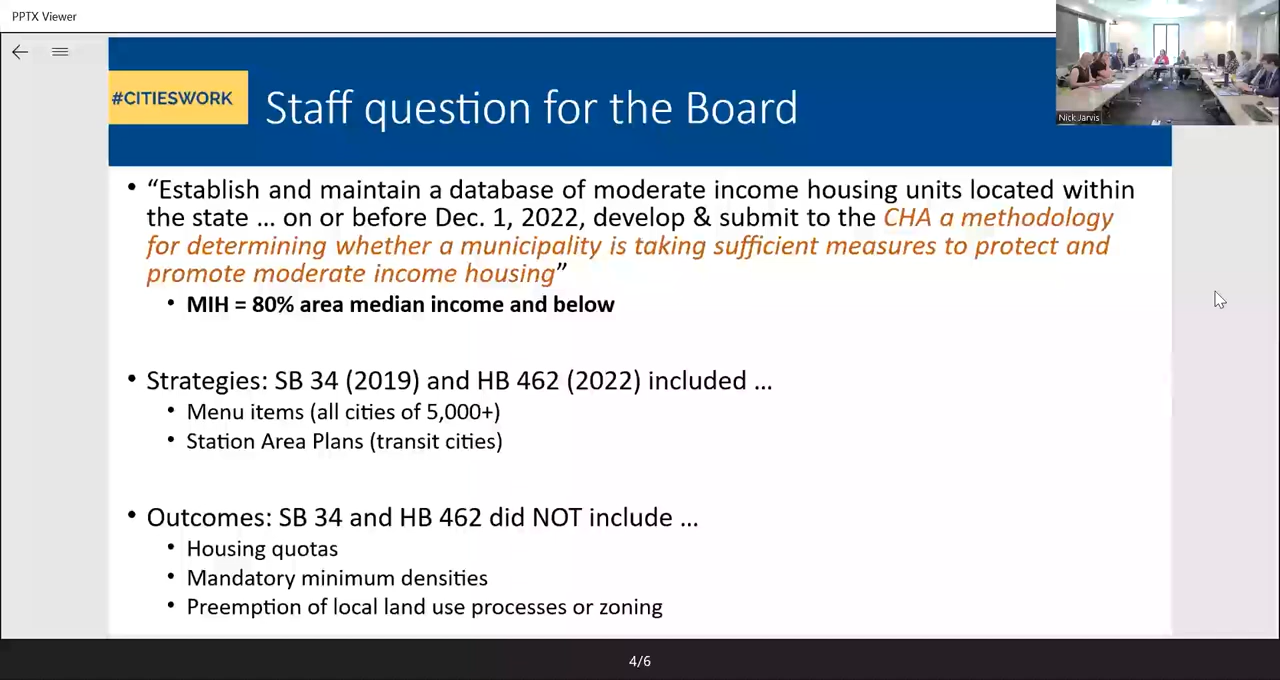 PPTX Viewer
#CITIESWORK
Staff question for the Board
Nick Jarvis
• “Establish and maintain a database of moderate income housing units located within
the state … on or before Dec. 1, 2022, develop & submit to the CHA a methodology
for determining whether a municipality is taking sufficient measures to protect and
promote moderate income housing”
• MIH = 80% area median income and below
• Strategies: SB 34 (2019) and HB 462 (2022) included …
• Menu items (all cities of 5,000+)
• Station Area Plans (transit cities)
• Outcomes: SB 34 and HB 462 did NOT include …
• Housing quotas
• Mandatory minimum densities
• Preemption of local land use processes or zoning
4/6